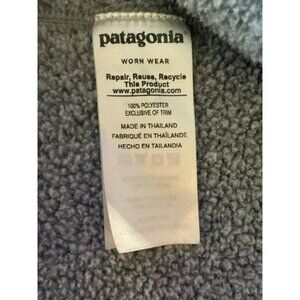 patagonia
WORN WEAR
Repair, Reuse, Recycle
This Product
www.patagonia.com
100% POLYESTER
EXCLUSIVE OF TRIM
MADE IN THAILAND
FABRIQUÉ EN THAÏLANDE
HECHO EN TAILANDIA